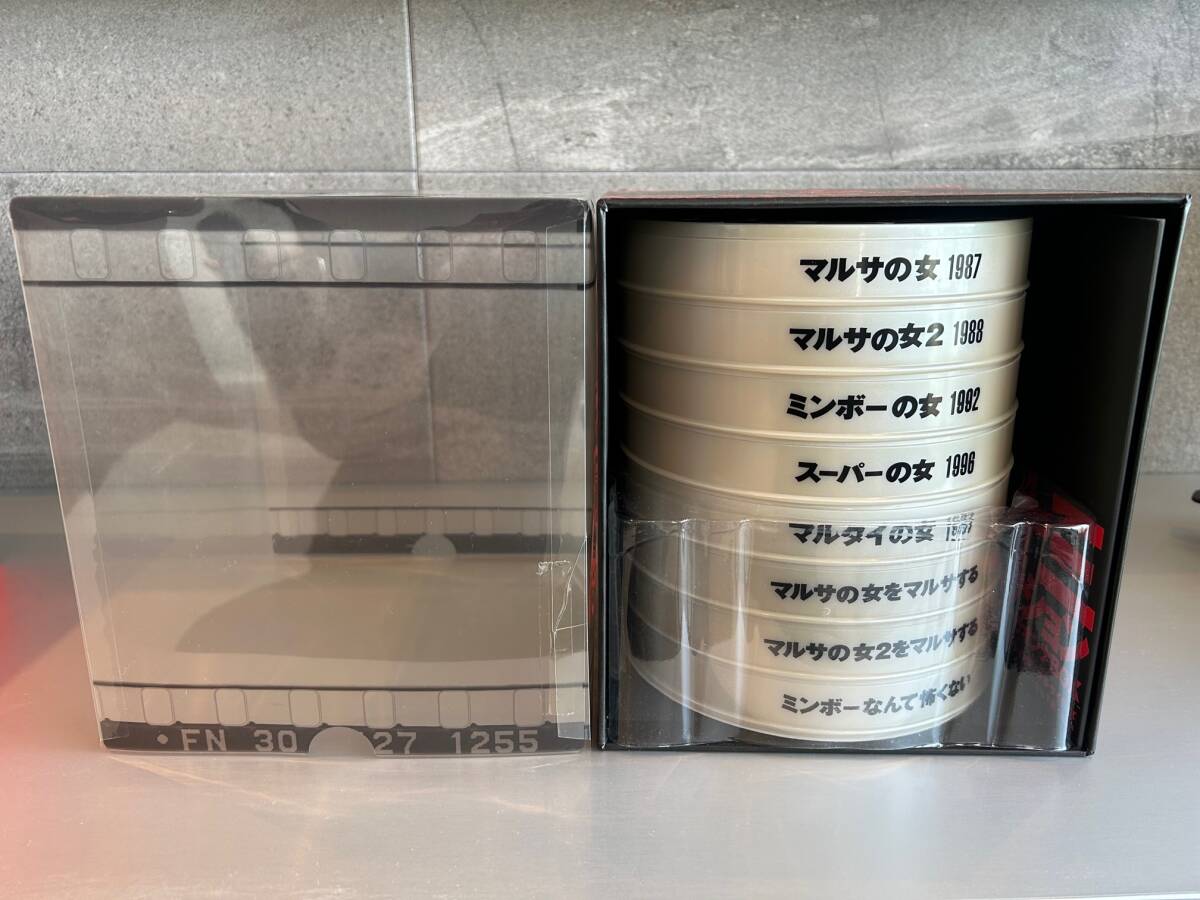 マルサの女 1987
マルサの女2 1988
ミンボーの女 1992
スーパーの女 1996
マルタイの女 1997
マルサの女をマルサする
マルサの女2をマルサする
ミンボーなんて怖くない
FN 30 27 1255